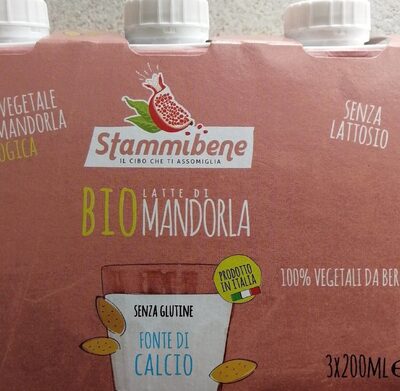 VEGETALE
MANDORLA
OGICA
Stammibene
IL CIBO CHE TI ASSOMIGLIA
SENZA
LATTOSIO
BIO LATTE DI
MANDORLA
PRODOTTO
IN ITALIA
100% VEGETALI DA BER
SENZA GLUTINE
FONTE DI
CALCIO
3x200ML e